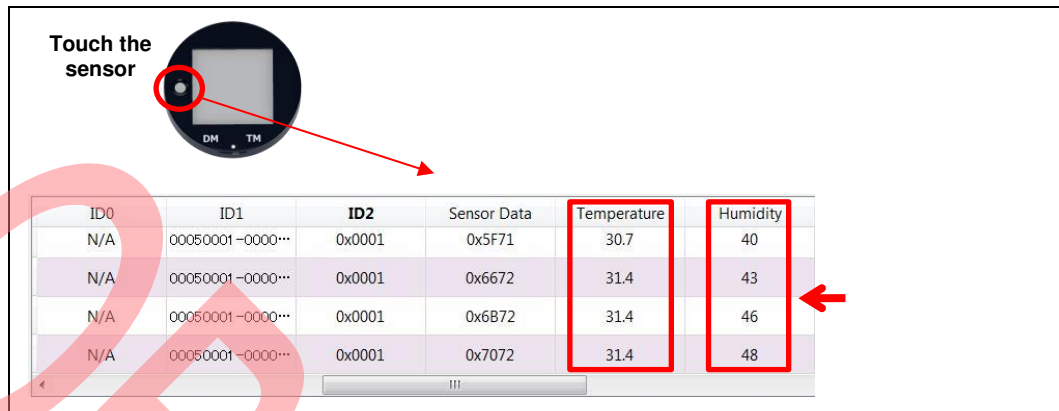 Touch the
sensor
DM TM
ID0 ID1 ID2 Sensor Data Temperature Humidity
N/A 00050001-0000··· 0x0001 0x5F71 30.7 40
N/A 00050001-0000··· 0x0001 0x6672 31.4 43
N/A 00050001-0000··· 0x0001 0x6B72 31.4 46
N/A 00050001-0000··· 0x0001 0x7072 31.4 48